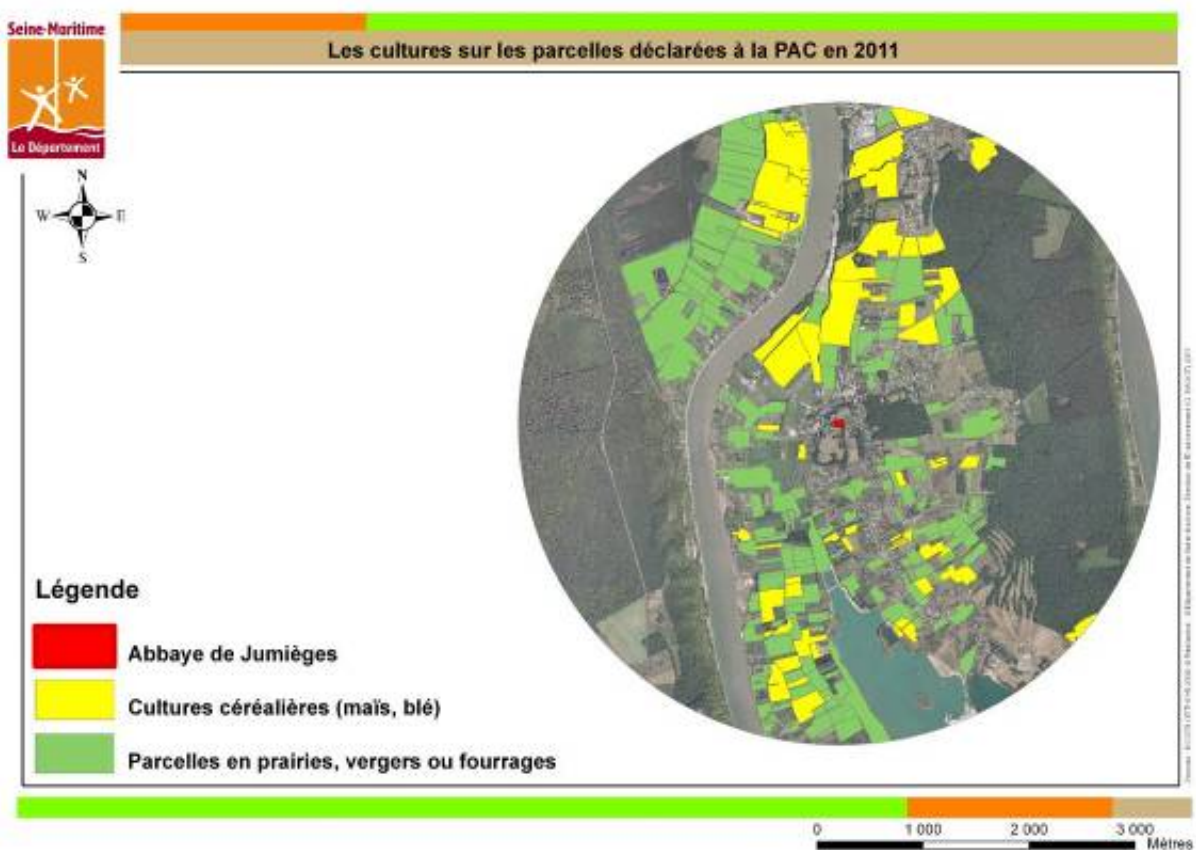 Seine-Maritime
Le Département
Les cultures sur les parcelles déclarées à la PAC en 2011
N
W E
S
Légende
Abbaye de Jumièges
Cultures céréalières (maïs, blé)
Parcelles en prairies, vergers ou fourrages
0 1 000 2 000 3 000
Mètres